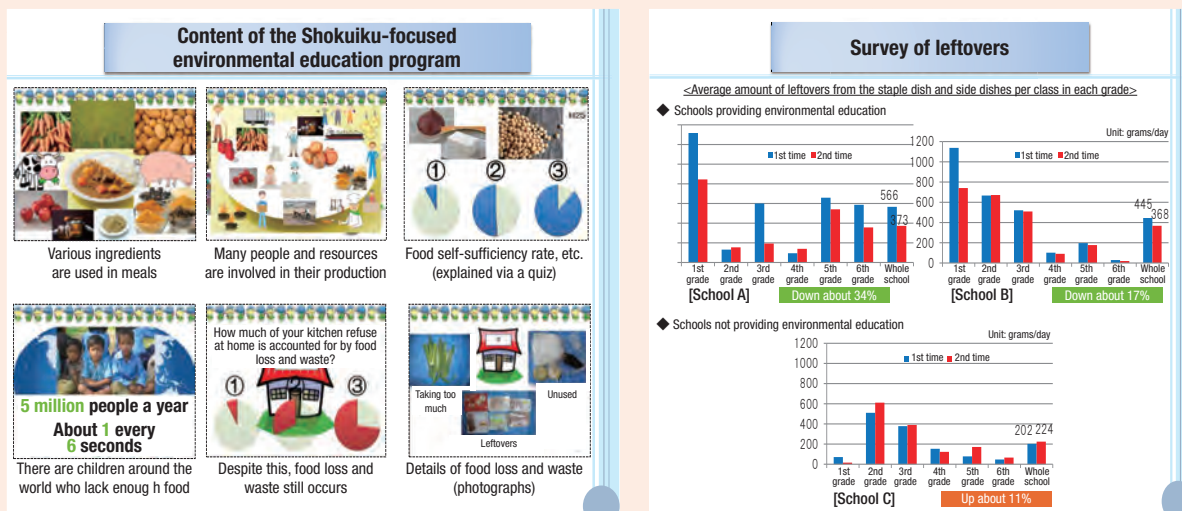 Content of the Shokuiku-focused
environmental education program
H25
① ② ③
Various ingredients
are used in meals
Many people and resources
are involved in their production
Food self-sufficiency rate, etc.
(explained via a quiz)
5 million people a year
About 1 every
6 seconds
There are children around the
world who lack enoug h food
How much of your kitchen refuse
at home is accounted for by food
loss and waste?
① 2 ③
Despite this, food loss and
waste still occurs
Taking too
much
Unused
Leftovers
Details of food loss and waste
(photographs)
Survey of leftovers
<Average amount of leftovers from the staple dish and side dishes per class in each grade>
◆ Schools providing environmental education
1st time 2nd time
566
373
1st grade
2nd grade
3rd grade
4th grade
5th grade
6th grade
Whole school
[School A]
Down about 34%
Unit: grams/day
1200
1000
800
600
400
200
0
1st time 2nd time
445
368
1st grade
2nd grade
3rd grade
4th grade
5th grade
6th grade
Whole school
[School B]
Down about 17%
◆ Schools not providing environmental education
Unit: grams/day
1200
1000
800
600
400
200
0
1st time 2nd time
202 224
1st grade
2nd grade
3rd grade
4th grade
5th grade
6th grade
Whole school
[School C]
Up about 11%